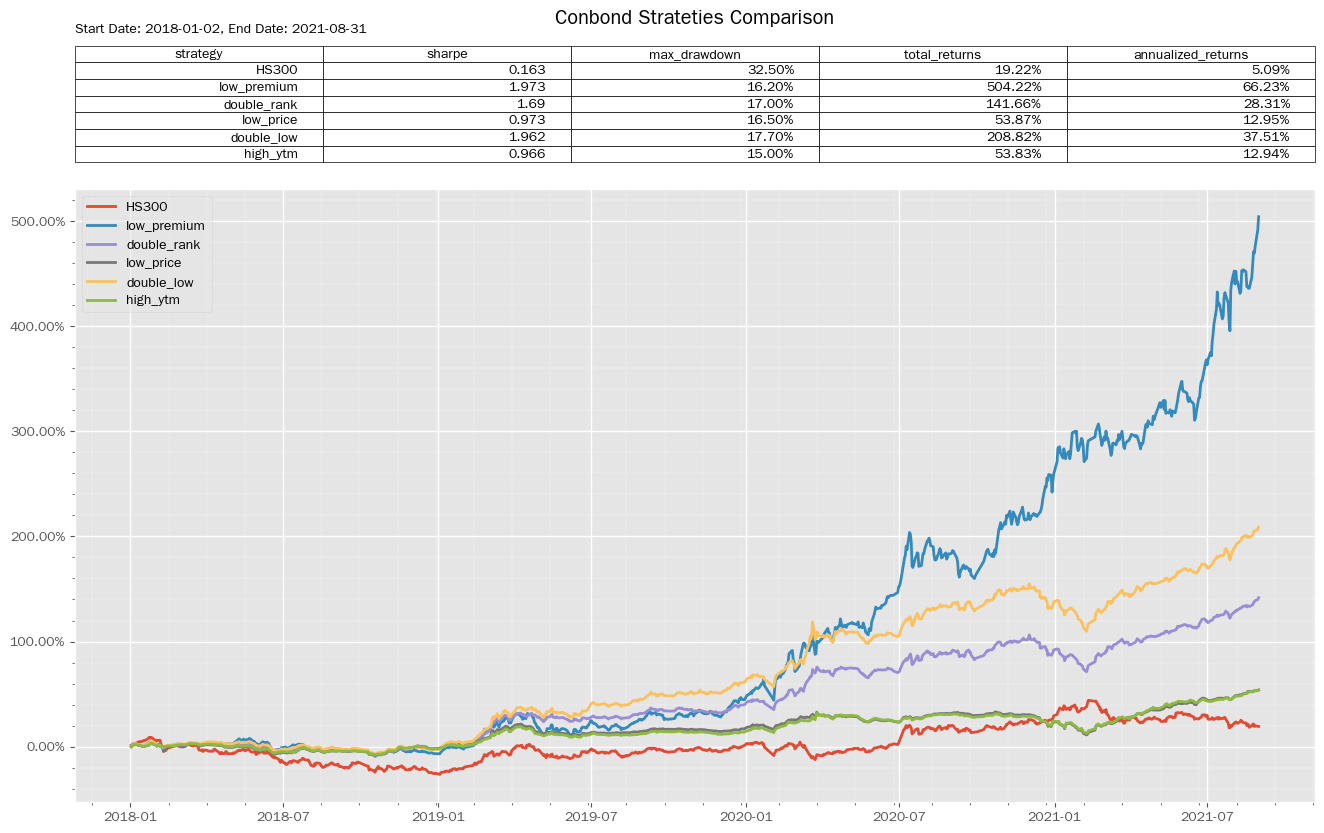 Conbond Strateties Comparison
Start Date: 2018-01-02, End Date: 2021-08-31
strategy sharpe max_drawdown total_returns annualized_returns
HS300 0.163 32.50% 19.22% 5.09%
low_premium 1.973 16.20% 504.22% 66.23%
double_rank 1.69 17.00% 141.66% 28.31%
low_price 0.973 16.50% 53.87% 12.95%
double_low 1.962 17.70% 208.82% 37.51%
high_ytm 0.966 15.00% 53.83% 12.94%
HS300
low_premium
double_rank
low_price
double_low
high_ytm
500.00%
400.00%
300.00%
200.00%
100.00%
0.00%
2018-01 2018-07 2019-01 2019-07 2020-01 2020-07 2021-01 2021-07